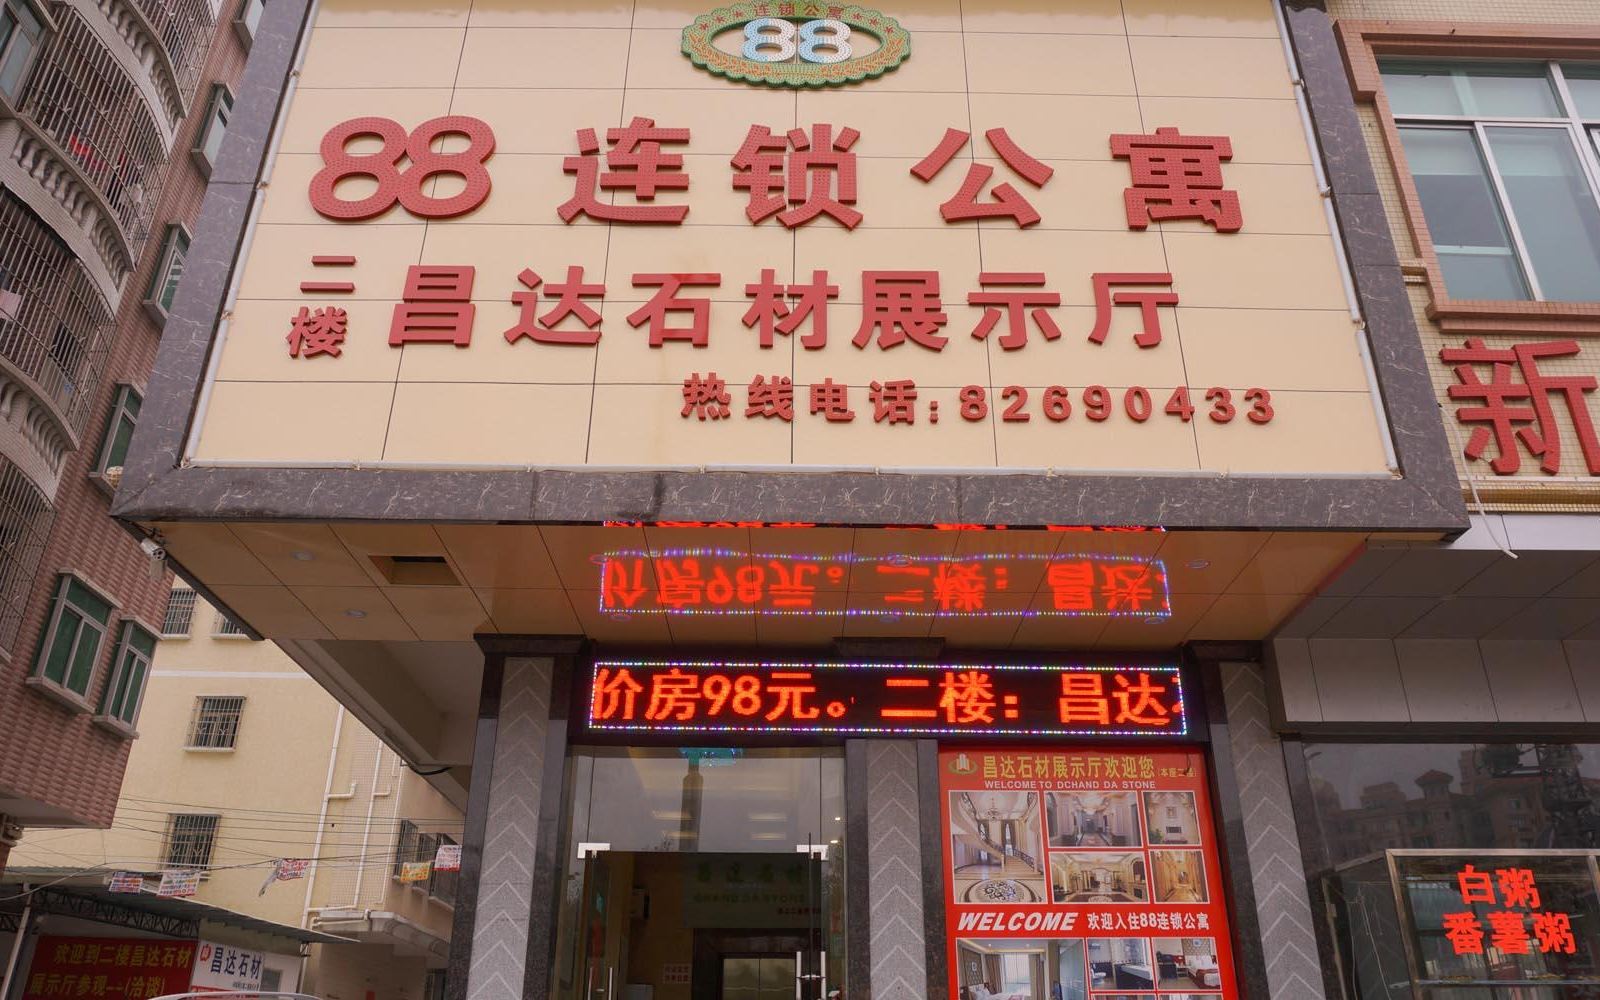 连锁公寓
88
88连锁公寓
二楼
昌达石材展示厅
热线电话:82690433
新
价房98元。二楼：昌达
昌达石材展示厅欢迎您
WELCOME TO DCHAND DA STONE
WELCOME 欢迎入住88连锁公寓
白粥
番薯粥
欢迎到二楼昌达石材
展示厅参观--(洽谈)
昌达石材